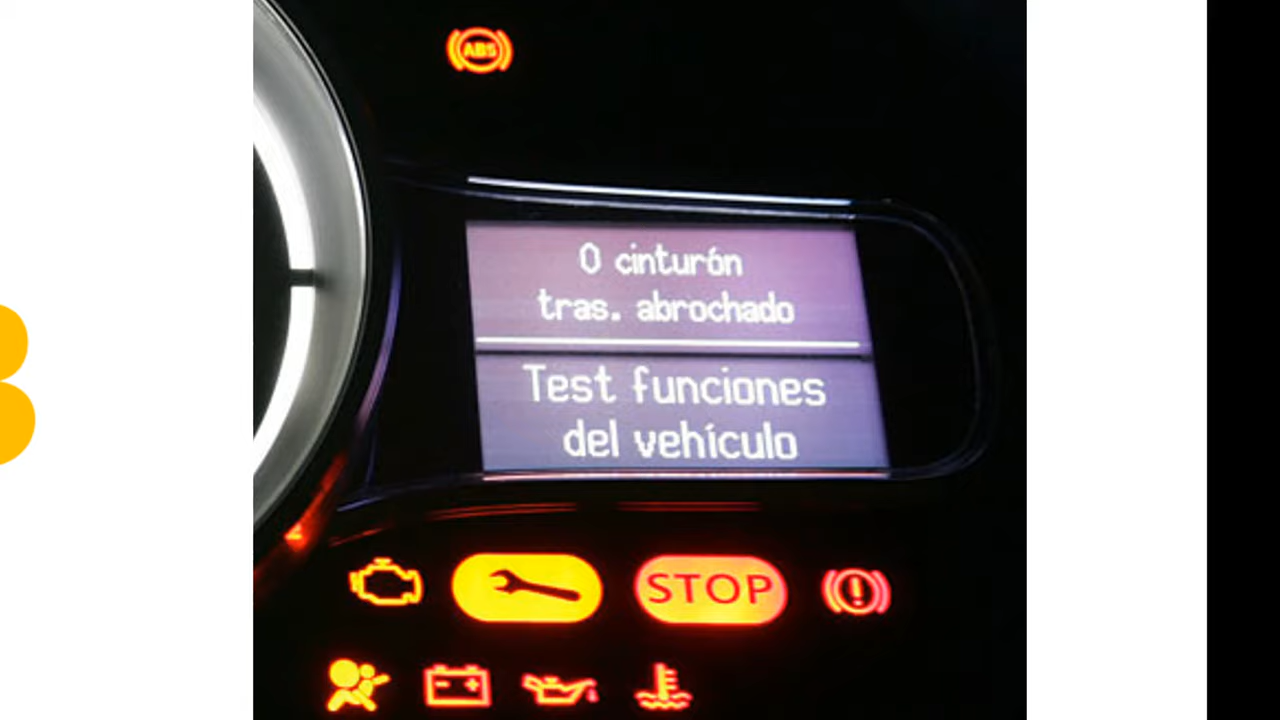 ABS
0 cinturón
tras. abrochado
Test funciones
del vehículo
STOP